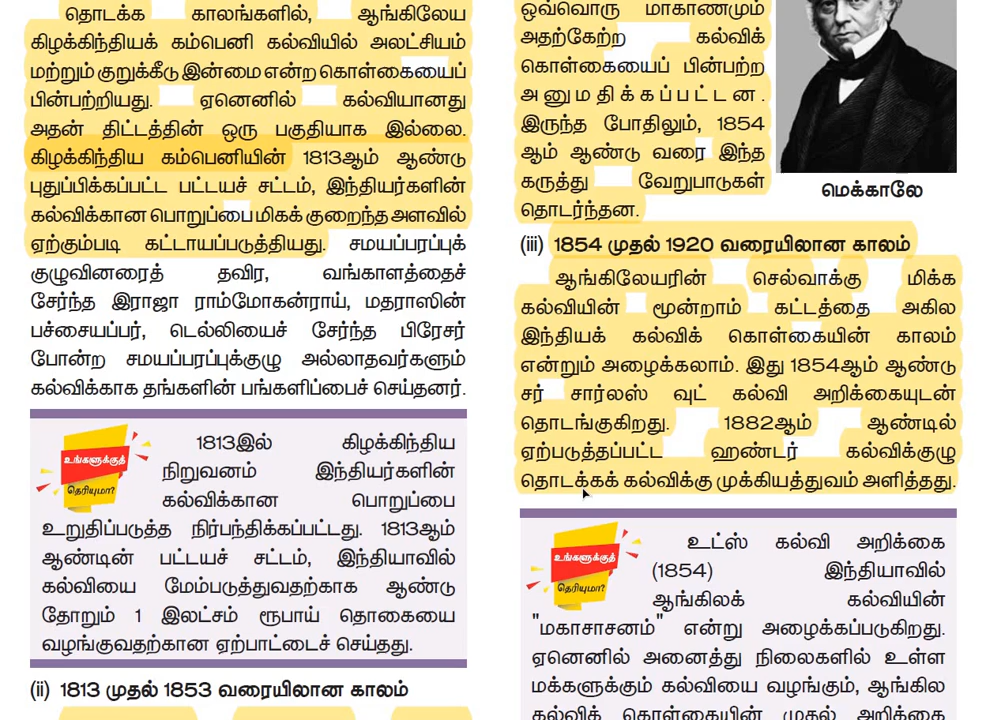 தொடக்க காலங்களில், ஆங்கிலேய
கிழக்கிந்தியக் கம்பெனி கல்வியில் அலட்சியம்
மற்றும் குறுக்கீடு இன்மை என்ற கொள்கையைப்
பின்பற்றியது. ஏனெனில் கல்வியானது
அதன் திட்டத்தின் ஒரு பகுதியாக இல்லை.
கிழக்கிந்திய கம்பெனியின் 1813ஆம் ஆண்டு
புதுப்பிக்கப்பட்ட பட்டயச் சட்டம், இந்தியர்களின்
கல்விக்கான பொறுப்பை மிகக் குறைந்த அளவில்
ஏற்கும்படி கட்டாயப்படுத்தியது. சமயப்பரப்புக்
குழுவினரைத் தவிர, வங்காளத்தைச்
சேர்ந்த இராஜா ராம்மோகன்ராய், மதராஸின்
பச்சையப்பர், டெல்லியைச் சேர்ந்த பிரேசர்
போன்ற சமயப்பரப்புக்குழு அல்லாதவர்களும்
கல்விக்காக தங்களின் பங்களிப்பைச் செய்தனர்.
உங்களுக்குத்
தெரியுமா?
1813இல் கிழக்கிந்திய
நிறுவனம் இந்தியர்களின்
கல்விக்கான பொறுப்பை
உறுதிப்படுத்த நிர்பந்திக்கப்பட்டது. 1813ஆம்
ஆண்டின் பட்டயச் சட்டம், இந்தியாவில்
கல்வியை மேம்படுத்துவதற்காக ஆண்டு
தோறும் 1 இலட்சம் ரூபாய் தொகையை
வழங்குவதற்கான ஏற்பாட்டைச் செய்தது.
(ii) 1813 முதல் 1853 வரையிலான காலம்
ஒவ்வொரு மாகாணமும்
அதற்கேற்ற கல்விக்
கொள்கையைப் பின்பற்ற
அனுமதிக்கப்பட்டன.
இருந்த போதிலும், 1854
ஆம் ஆண்டு வரை இந்த
கருத்து வேறுபாடுகள்
தொடர்ந்தன.
மெக்காலே
(iii) 1854 முதல் 1920 வரையிலான காலம்
ஆங்கிலேயரின் செல்வாக்கு மிக்க
கல்வியின் மூன்றாம் கட்டத்தை அகில
இந்தியக் கல்விக் கொள்கையின் காலம்
என்றும் அழைக்கலாம். இது 1854ஆம் ஆண்டு
சர் சார்லஸ் வுட் கல்வி அறிக்கையுடன்
தொடங்குகிறது. 1882ஆம் ஆண்டில்
ஏற்படுத்தப்பட்ட ஹண்டர் கல்விக்குழு
தொடக்கக் கல்விக்கு முக்கியத்துவம் அளித்தது.
உங்களுக்குத்
தெரியுமா?
உட்ஸ் கல்வி அறிக்கை
(1854) இந்தியாவில்
ஆங்கிலக் கல்வியின்
"மகாசாசனம்" என்று அழைக்கப்படுகிறது.
ஏனெனில் அனைத்து நிலைகளில் உள்ள
மக்களுக்கும் கல்வியை வழங்கும், ஆங்கில
கல்விக் கொள்கையின் முதல் அறிக்கை